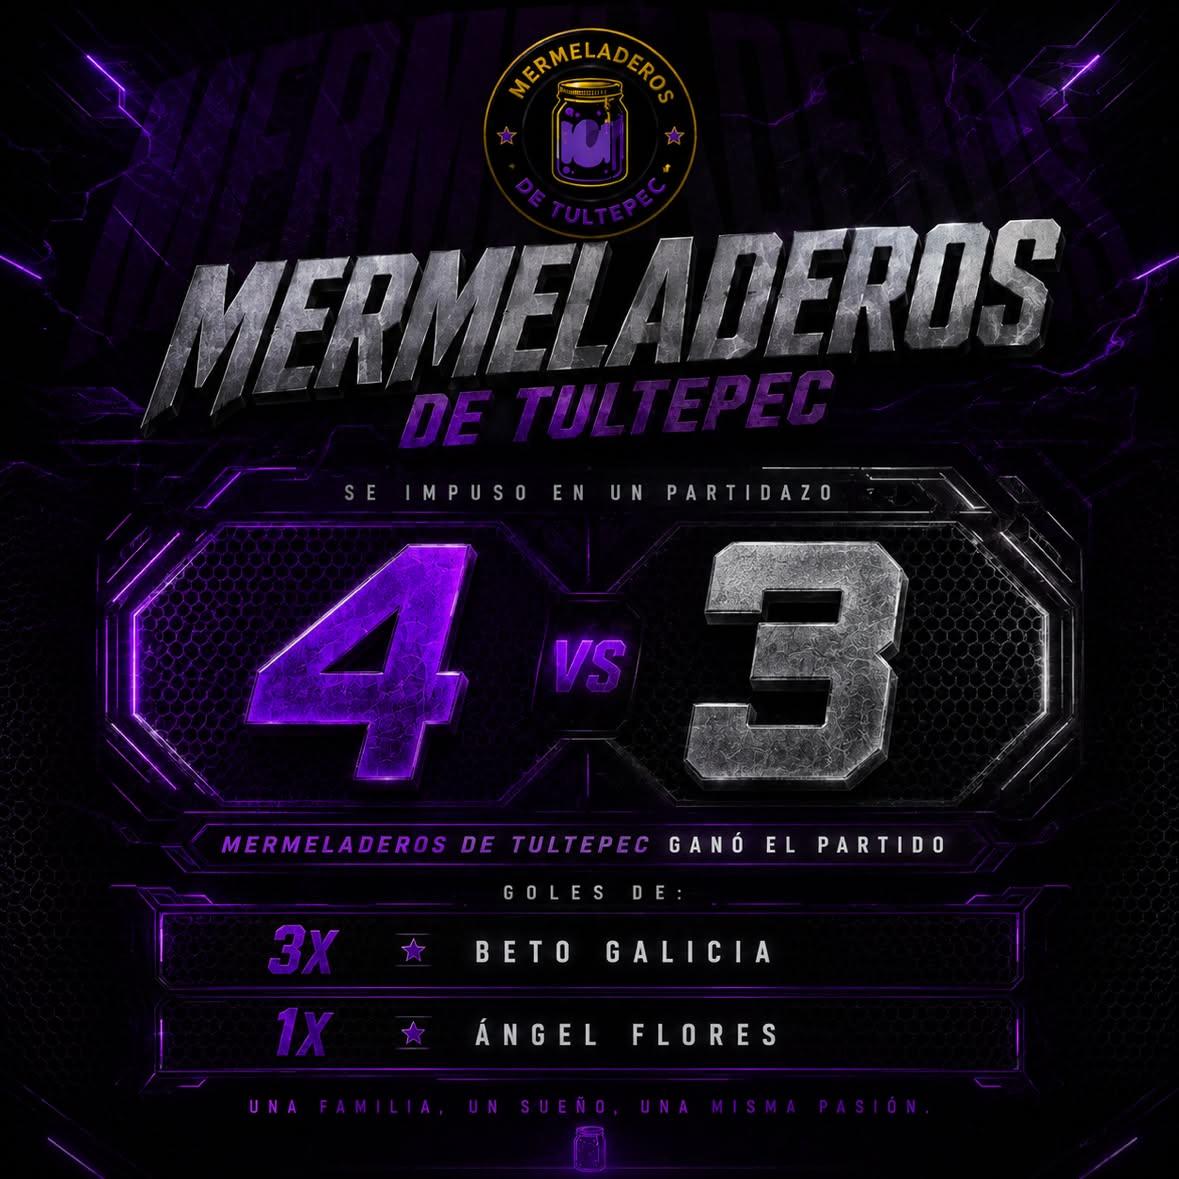 MERMELADEROS
MERMELADEROS
DE TULTEPEC
MERMELADEROS
DE TULTEPEC
SE IMPUSO EN UN PARTIDAZO
4 VS 3
MERMELADEROS DE TULTEPEC GANÓ EL PARTIDO
GOLES DE:
3X BETO GALICIA
1X ÁNGEL FLORES
UNA FAMILIA, UN SUEÑO, UNA MISMA PASIÓN.